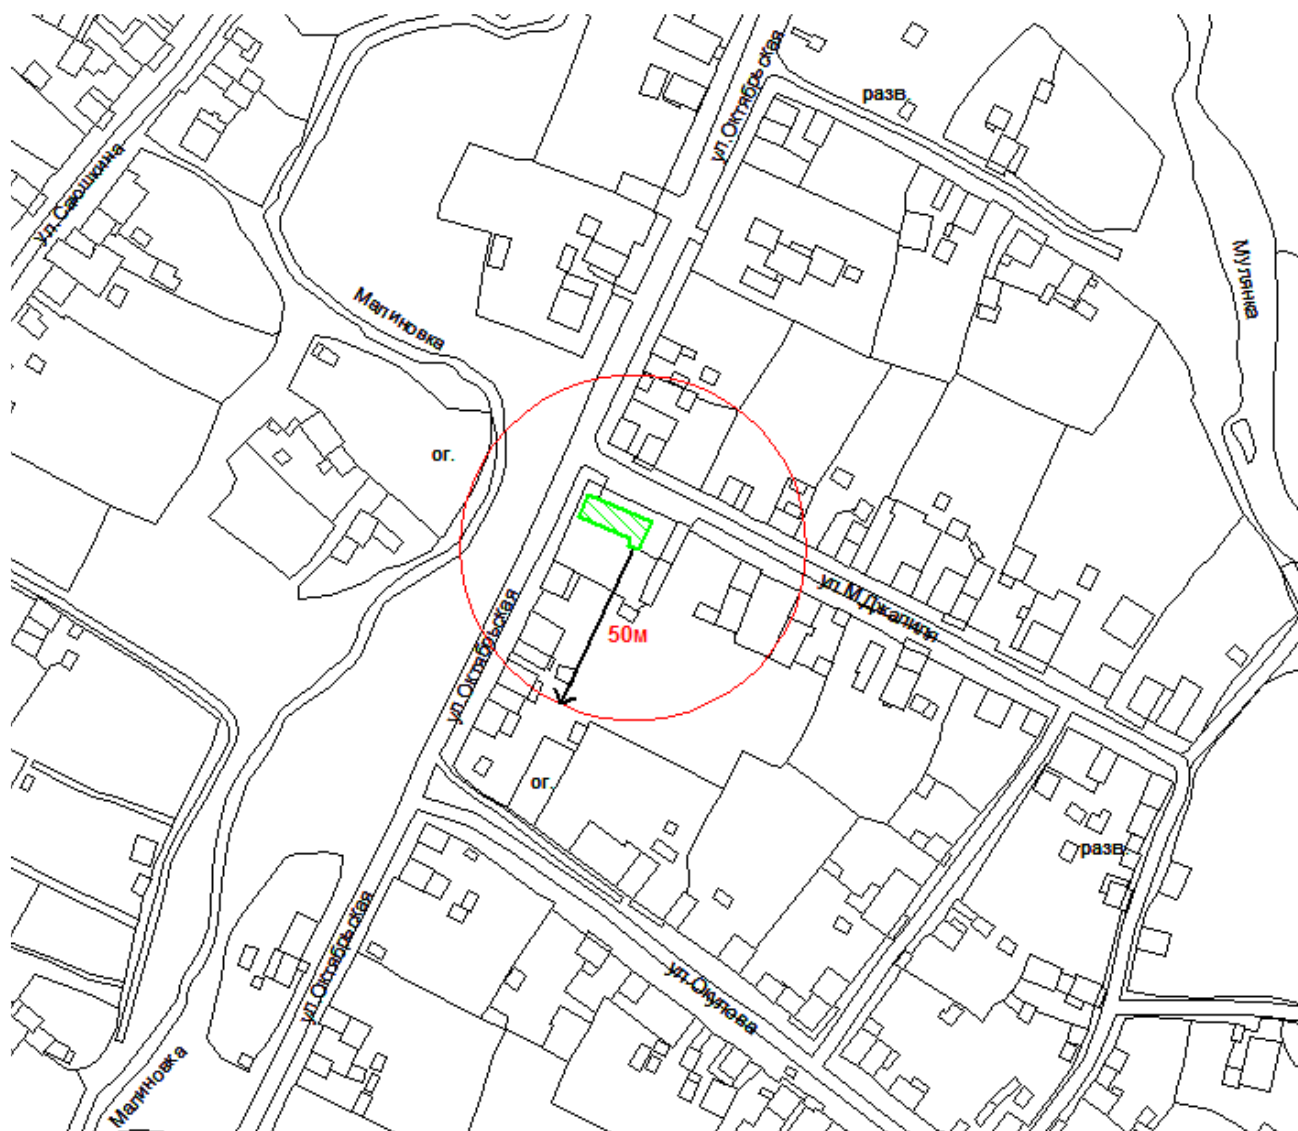 ул.Октябрьская
разв.
ул.Саюшкина
Мулянка
Малиновка
ог.
ул.М.Джалиля
ул.Октябрьская
50м
ог.
разв.
ул.Октябрьская
ул.Окулова
Малиновка